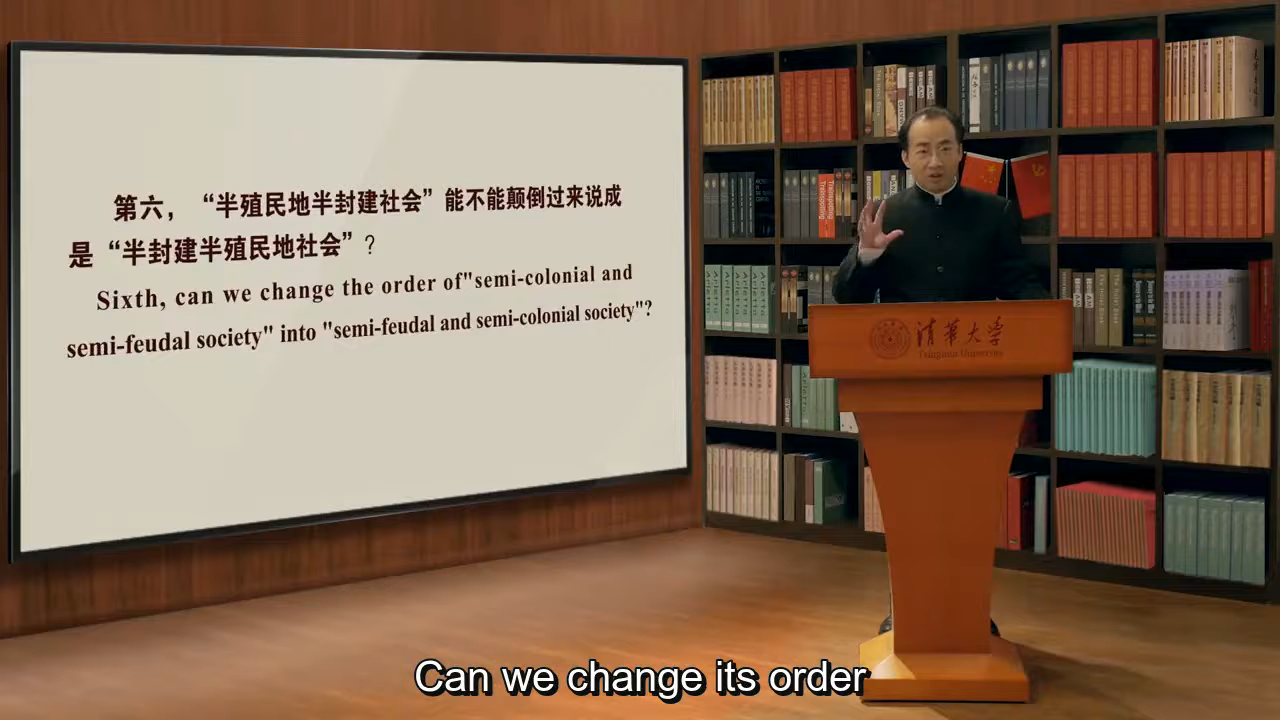 第六，“半殖民地半封建社会”能不能颠倒过来说成
是“半封建半殖民地社会”？
Sixth, can we change the order of"semi-colonial and
semi-feudal society" into "semi-feudal and semi-colonial society"?
清华大学
Tsinghua University
Trainspotting
Can we change its order